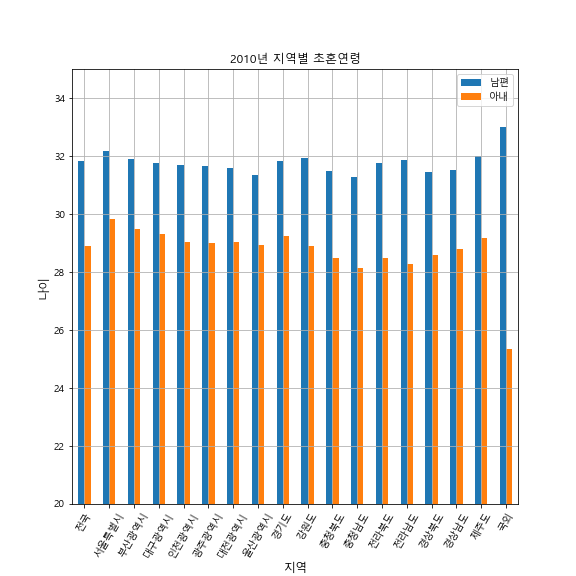 2010년 지역별 초혼연령
남편
아내
34
32
30
28
26
24
22
20
나이
전국
서울특별시
부산광역시
대구광역시
인천광역시
광주광역시
대전광역시
울산광역시
경기도
강원도
충청북도
충청남도
전라북도
전라남도
경상북도
경상남도
제주도
국외
지역